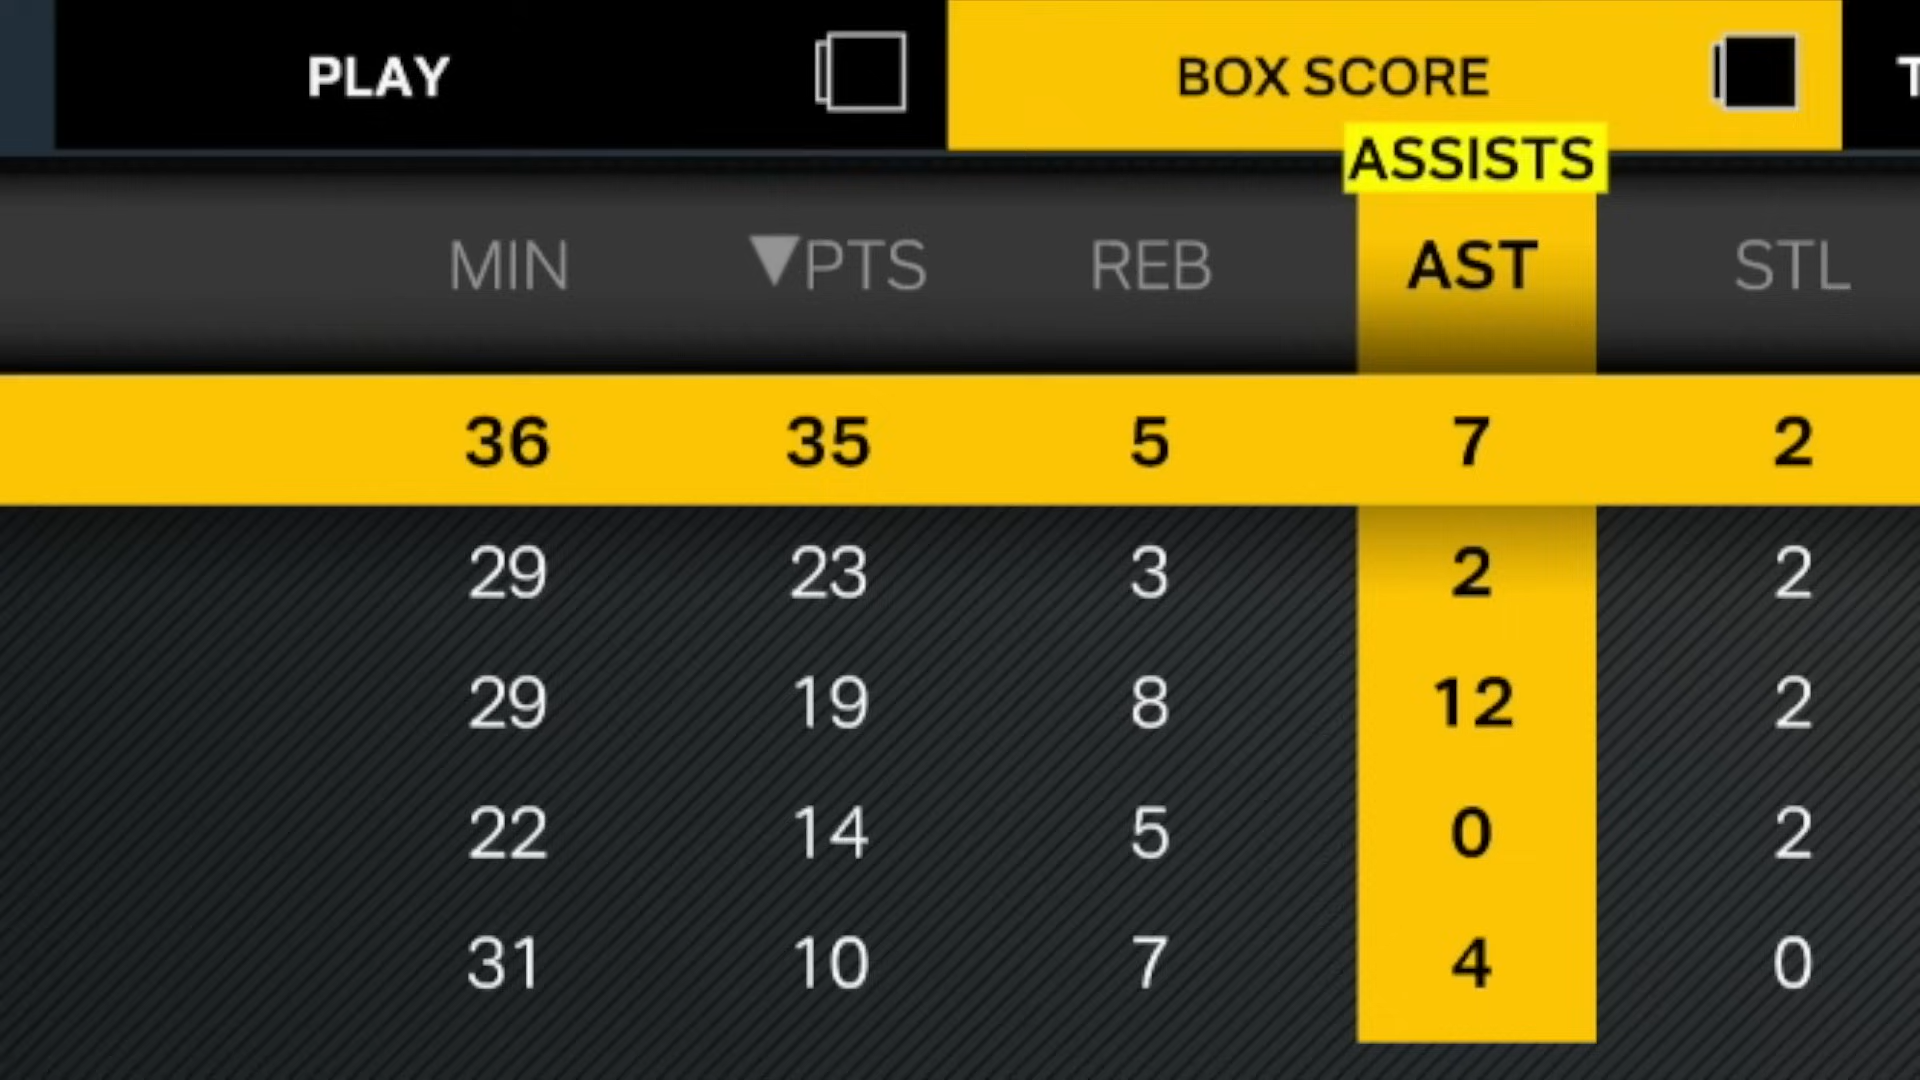 PLAY BOX SCORE T
ASSISTS
MIN ▼PTS REB AST STL
36 35 5 7 2
29 23 3 2 2
29 19 8 12 2
22 14 5 0 2
31 10 7 4 0